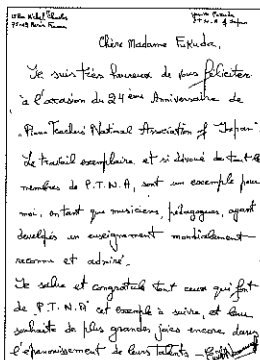 75019 Paris France
Chère Madame Fukuda,
Je suis très heureux de vous féliciter
à l'occasion du 24ème Anniversaire de
"Piano Teachers' National Association of Japan".
Le travail exemplaire et si dévoué de tout les
membres de P.T.N.A, sont un exemple pour
moi, en tant que musiciens, pédagogues, ayant
développés un enseignement mondialement
reconnu et admiré.
Je salue et congratule tout ceux qui font
de "P.T.N.A" cet exemple à suivre, et leur
souhaite de plus grandes joies encore, dans
l'épanouissement de leurs talents -